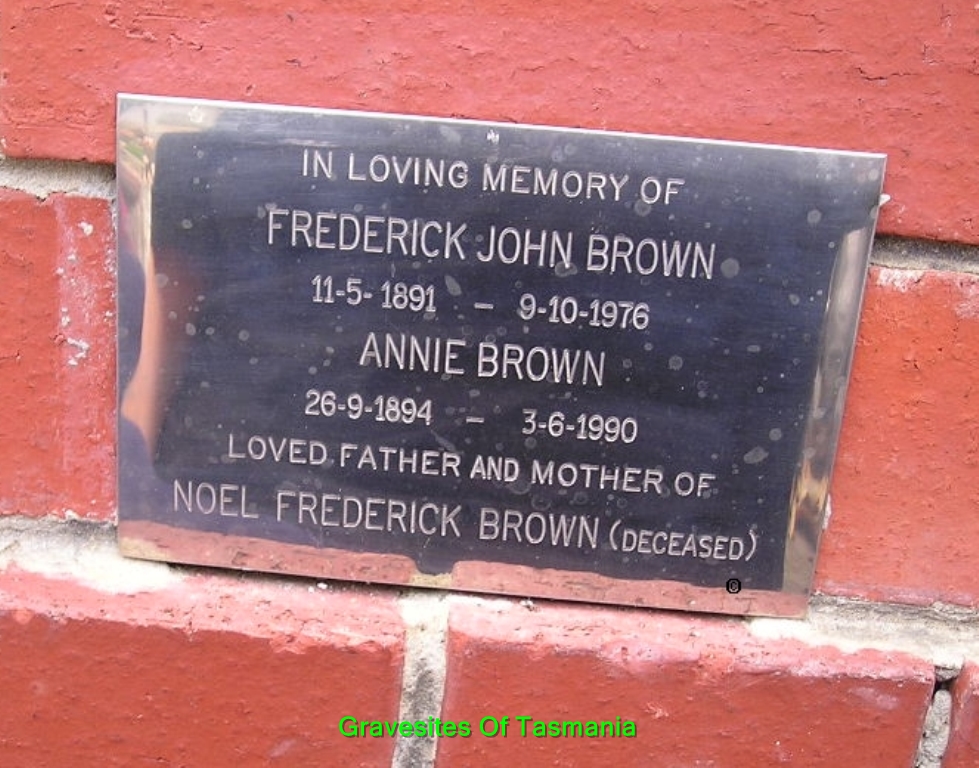 IN LOVING MEMORY OF
FREDERICK JOHN BROWN
11-5-1891 – 9-10-1976
ANNIE BROWN
26-9-1894 – 3-6-1990
LOVED FATHER AND MOTHER OF
NOEL FREDERICK BROWN (DECEASED)
©
Gravesites Of Tasmania